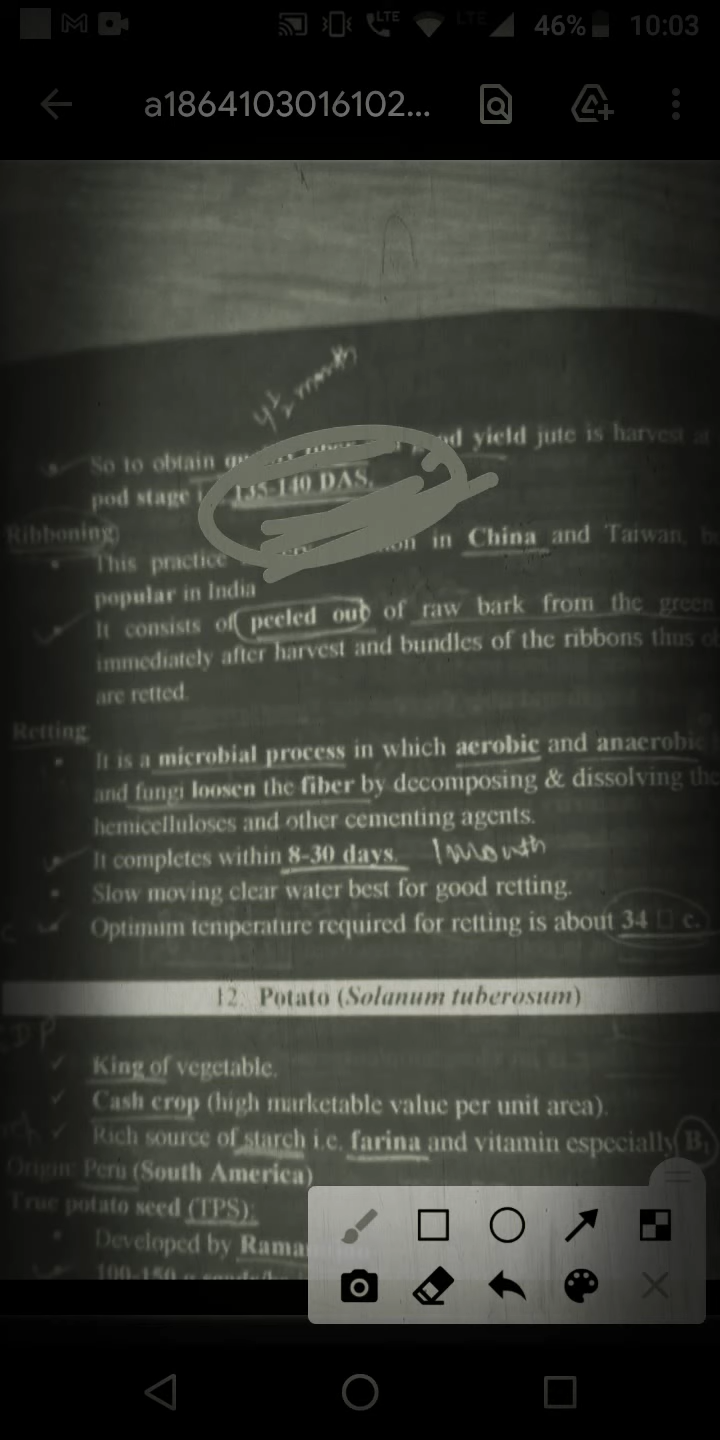 LTE LTE 46% 10:03
a1864103016102...
4½ month
So to obtain yield jute is harvest at
pod stage 135-140 DAS.
Ribboning
This practice in China and Taiwan,
popular in India
It consists of peeled out of raw bark from the green
immediately after harvest and bundles of the ribbons thus
are retted.
Retting
It is a microbial process in which aerobic and anaerobic
and fungi loosen the fiber by decomposing & dissolving the
hemicelluloses and other cementing agents.
It completes within 8-30 days. 1 month
Slow moving clear water best for good retting.
Optimum temperature required for retting is about 34 □ c.
12. Potato (Solanum tuberosum)
King of vegetable.
Cash crop (high marketable value per unit area).
Rich source of starch i.e. farina and vitamin especially B₁
Origin: Peru (South America)
True potato seed (TPS):
Developed by
100-150